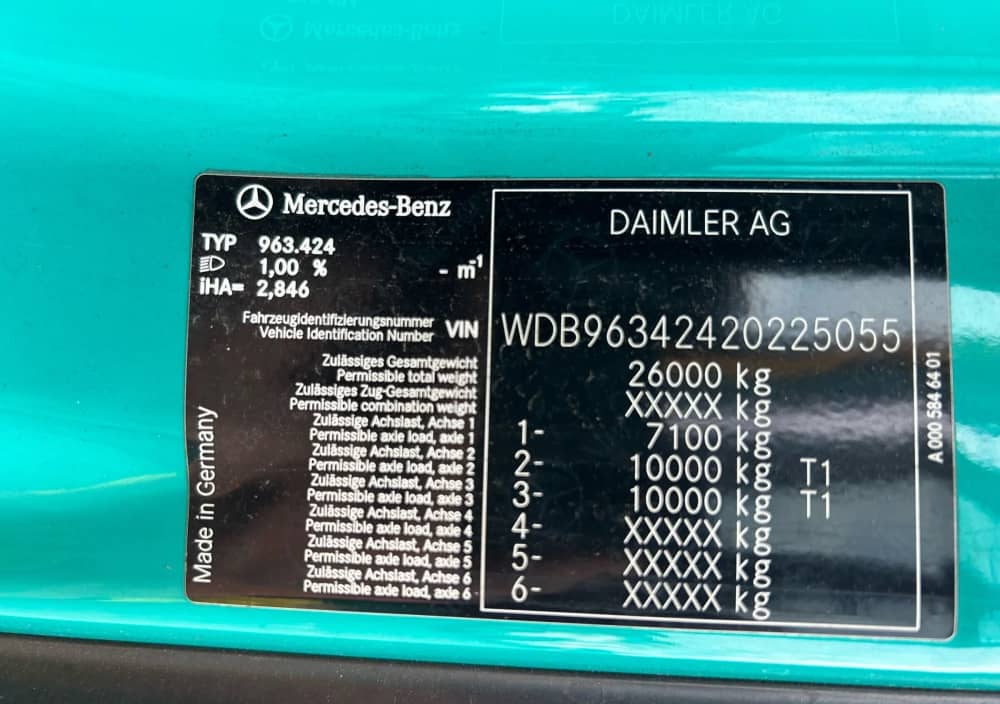 Mercedes-Benz
TYP 963.424
1,00 % - m-1
iHA= 2,846
DAIMLER AG
Fahrzeugidentifizierungsnummer
Vehicle Identification Number VIN WDB96342420225055
Zulässiges Gesamtgewicht
Permissible total weight 26000 kg
Zulässiges Zug-Gesamtgewicht
Permissible combination weight XXXXX kg
Zulässige Achslast, Achse 1
Permissible axle load, axle 1 1- 7100 kg
Zulässige Achslast, Achse 2
Permissible axle load, axle 2 2- 10000 kg T1
Zulässige Achslast, Achse 3
Permissible axle load, axle 3 3- 10000 kg T1
Zulässige Achslast, Achse 4
Permissible axle load, axle 4 4- XXXXX kg
Zulässige Achslast, Achse 5
Permissible axle load, axle 5 5- XXXXX kg
Zulässige Achslast, Achse 6
Permissible axle load, axle 6 6- XXXXX kg
Made in Germany
A 000 584 64 01